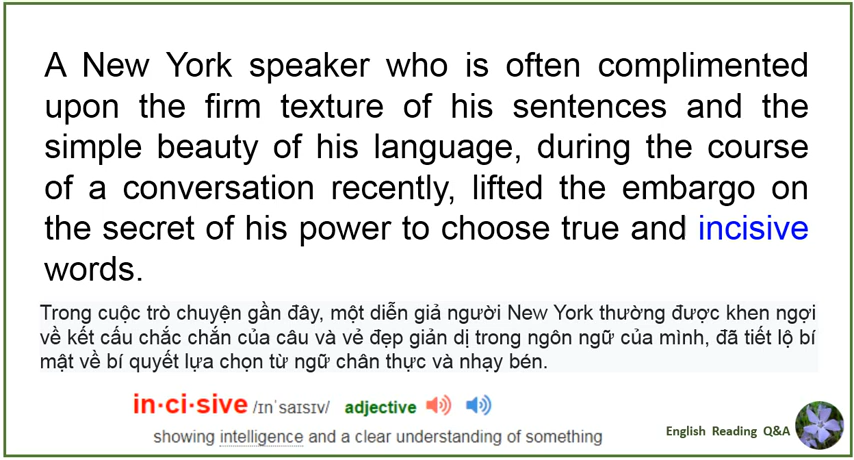 A New York speaker who is often complimented
upon the firm texture of his sentences and the
simple beauty of his language, during the course
of a conversation recently, lifted the embargo on
the secret of his power to choose true and incisive
words.
Trong cuộc trò chuyện gần đây, một diễn giả người New York thường được khen ngợi
về kết cấu chắc chắn của câu và vẻ đẹp giản dị trong ngôn ngữ của mình, đã tiết lộ bí
mật về bí quyết lựa chọn từ ngữ chân thực và nhạy bén.
in·ci·sive /ɪnˈsaɪsɪv/ adjective
showing intelligence and a clear understanding of something
English Reading Q&A